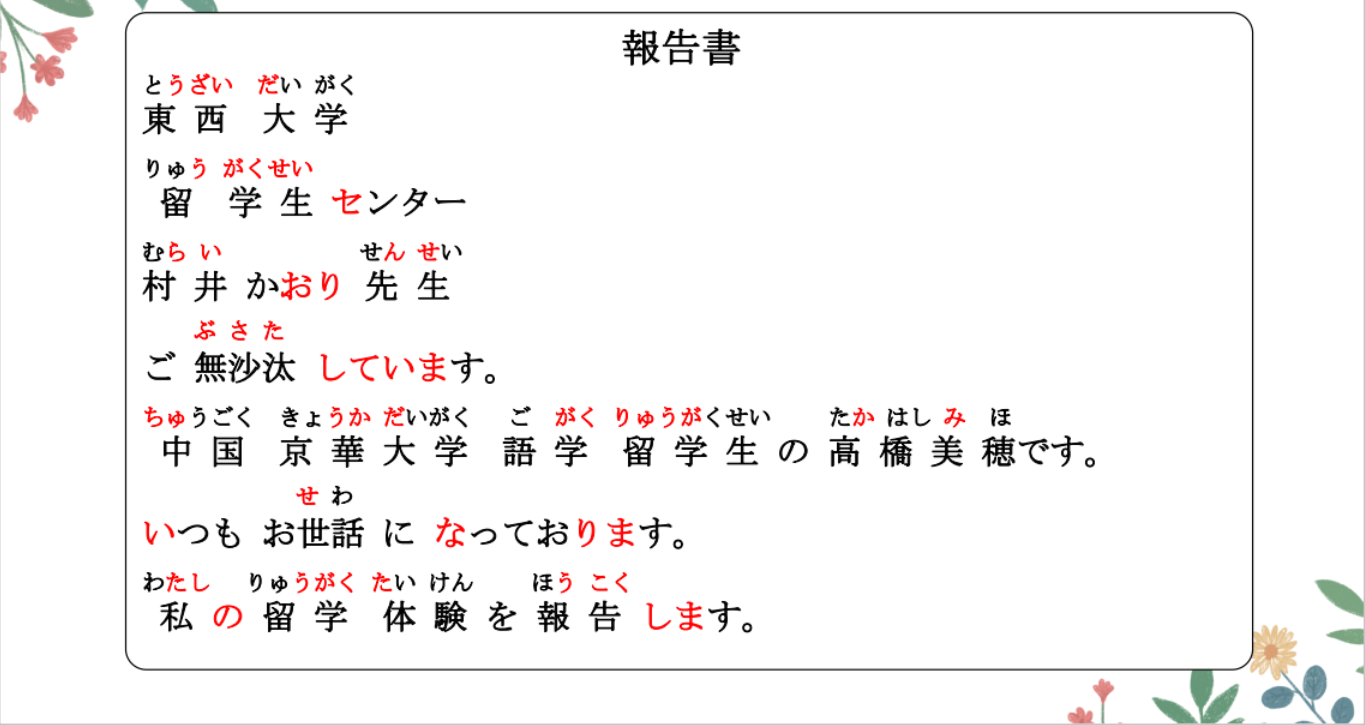 報告書
とうざい だい がく
東 西 大 学
りゅう がくせい
留 学 生 センター
むら い せん せい
村 井 かおり 先 生
ぶ さ た
ご 無沙汰 しています。
ちゅうごく きょうか だいがく ご がく りゅうがくせい たか はし み ほ
中 国 京 華 大 学 語 学 留 学 生 の 高 橋 美 穂です。
せ わ
いつも お世話 に なっております。
わたし りゅうがく たい けん ほう こく
私 の 留 学 体 験 を 報 告 します。